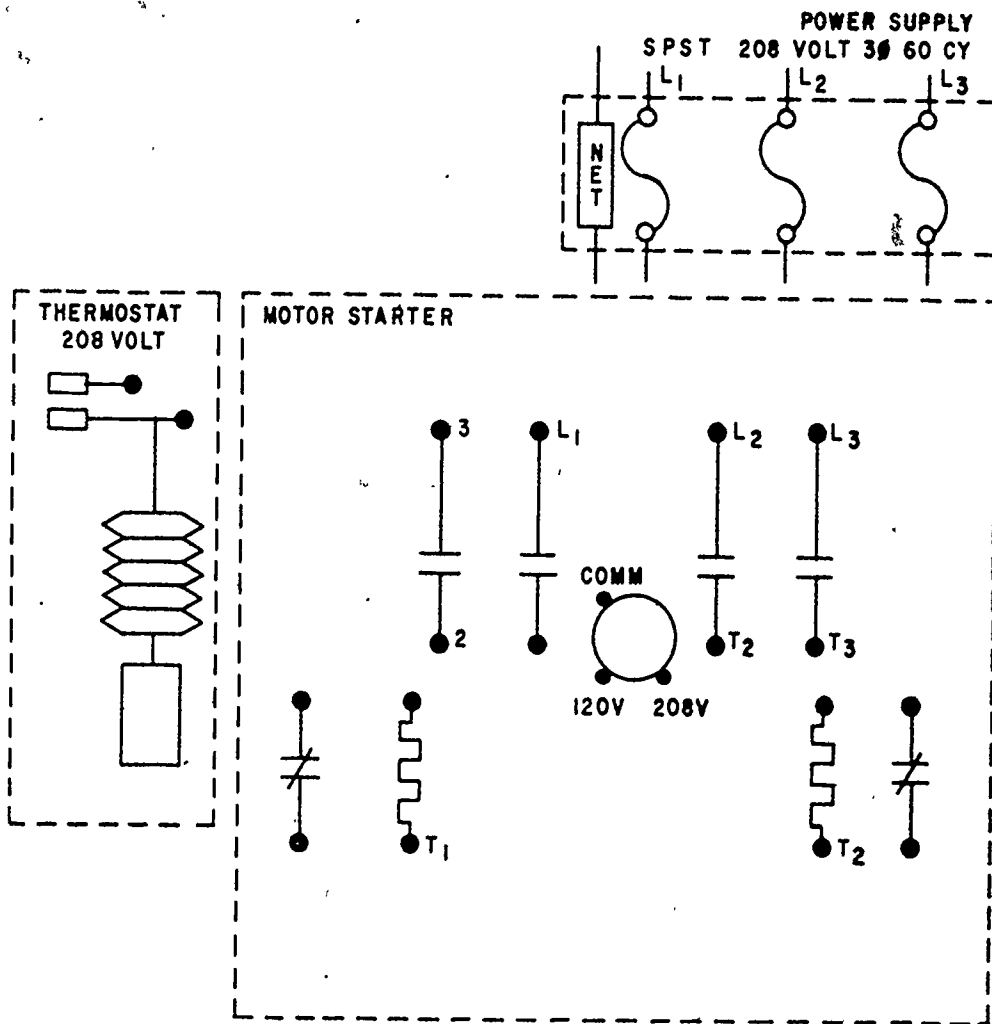 POWER SUPPLY
SPST 208 VOLT 3Ø 60 CY
L1 L2 L3
NET
THERMOSTAT
208 VOLT
MOTOR STARTER
3 L1 L2 L3
COMM
2 T2 T3
120V 208V
T1 T2